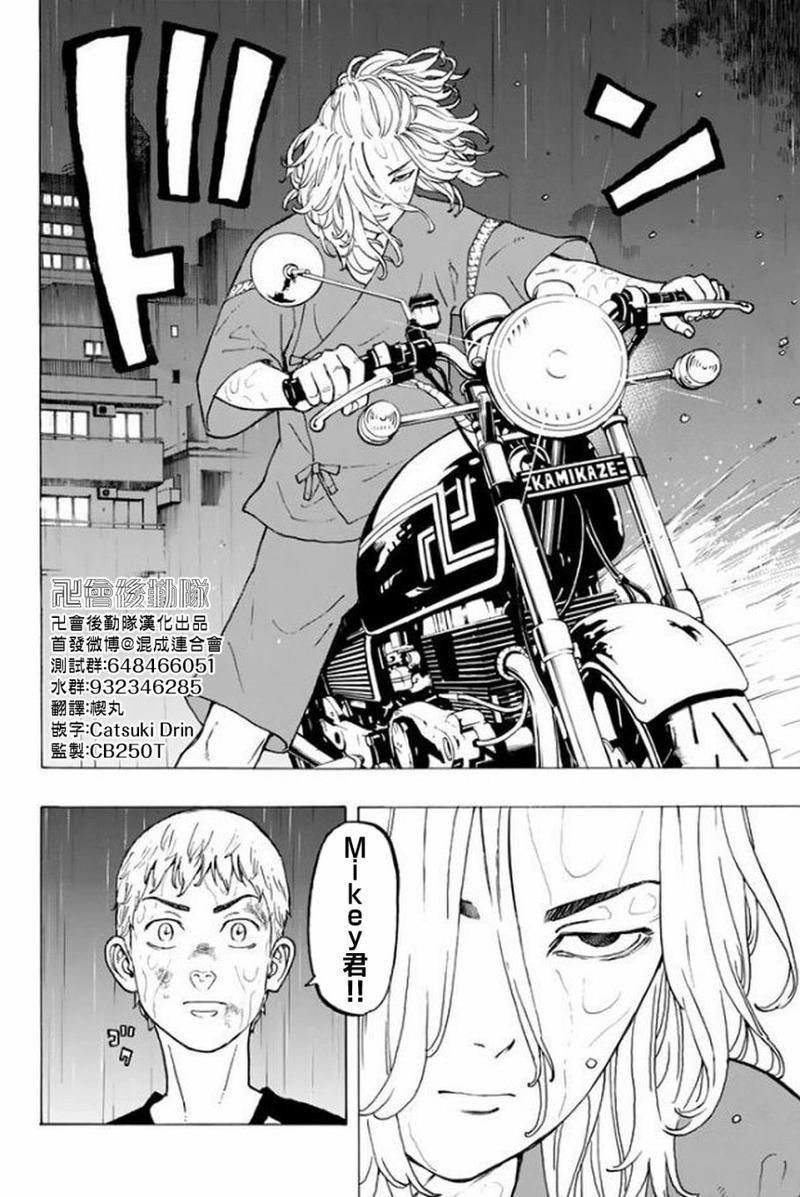 ドドドッ
KAMIKAZE
卍會後勤隊
卍會後勤隊漢化出品
首發微博@混成連合會
測試群:648466051
水群:932346285
翻譯:楔丸
嵌字:Catsuki Drin
監製:CB250T
Mikey君!!
ゴク